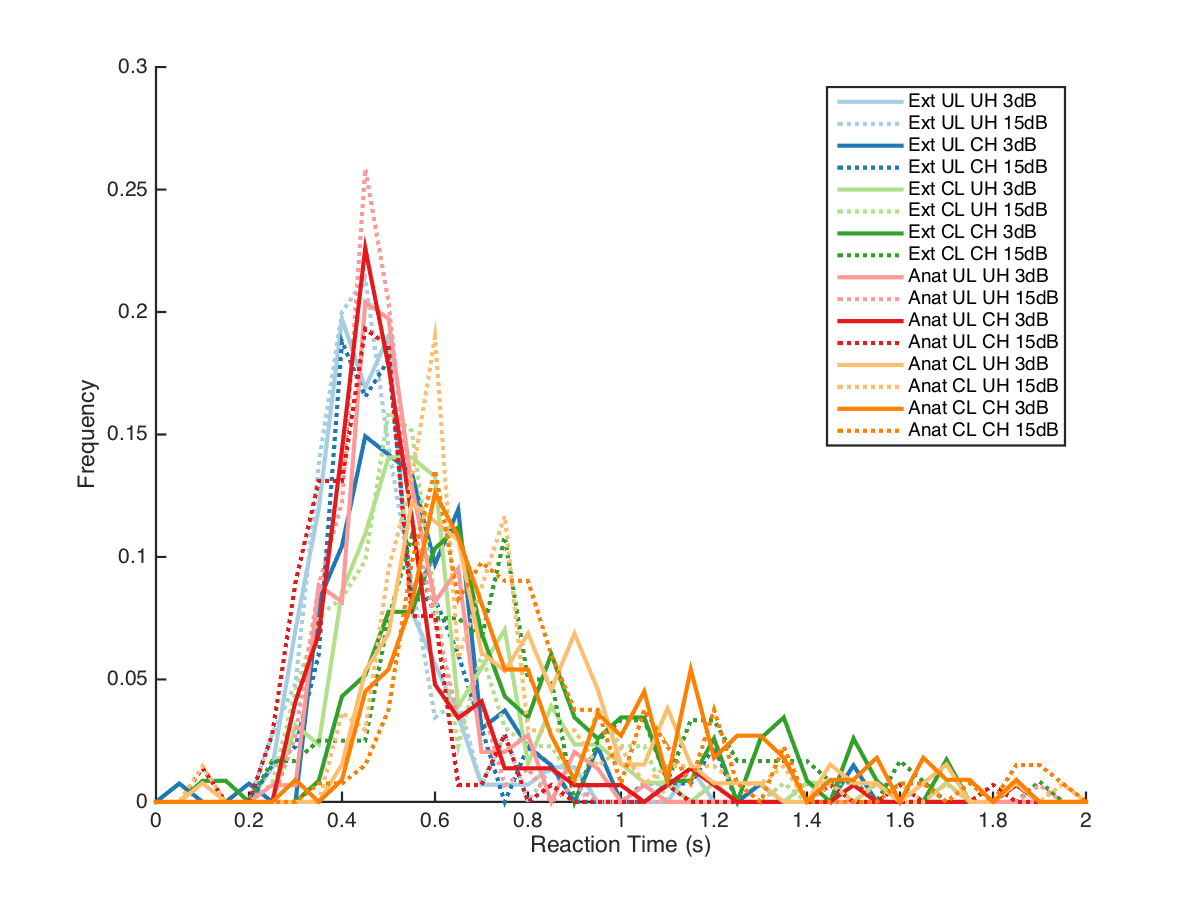 0.3
0.25
0.2
0.15
0.1
0.05
0
Frequency
0
0.2
0.4
0.6
0.8
1
1.2
1.4
1.6
1.8
2
Reaction Time (s)
Ext UL UH 3dB
Ext UL UH 15dB
Ext UL CH 3dB
Ext UL CH 15dB
Ext CL UH 3dB
Ext CL UH 15dB
Ext CL CH 3dB
Ext CL CH 15dB
Anat UL UH 3dB
Anat UL UH 15dB
Anat UL CH 3dB
Anat UL CH 15dB
Anat CL UH 3dB
Anat CL UH 15dB
Anat CL CH 3dB
Anat CL CH 15dB